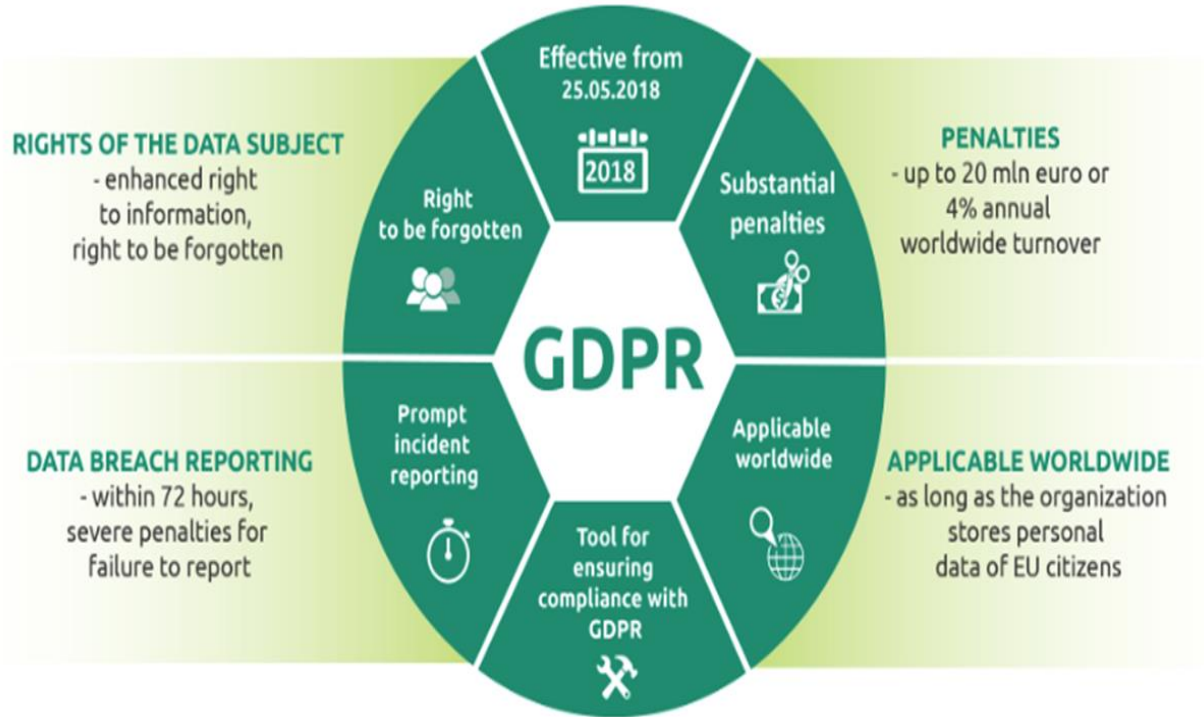 Effective from
25.05.2018
2018
RIGHTS OF THE DATA SUBJECT
- enhanced right
to information,
right to be forgotten
Right
to be forgotten
Substantial
penalties
PENALTIES
- up to 20 mln euro or
4% annual
worldwide turnover
GDPR
DATA BREACH REPORTING
- within 72 hours,
severe penalties for
failure to report
Prompt
incident
reporting
Tool for
ensuring
compliance with
GDPR
Applicable
worldwide
APPLICABLE WORLDWIDE
- as long as the organization
stores personal
data of EU citizens